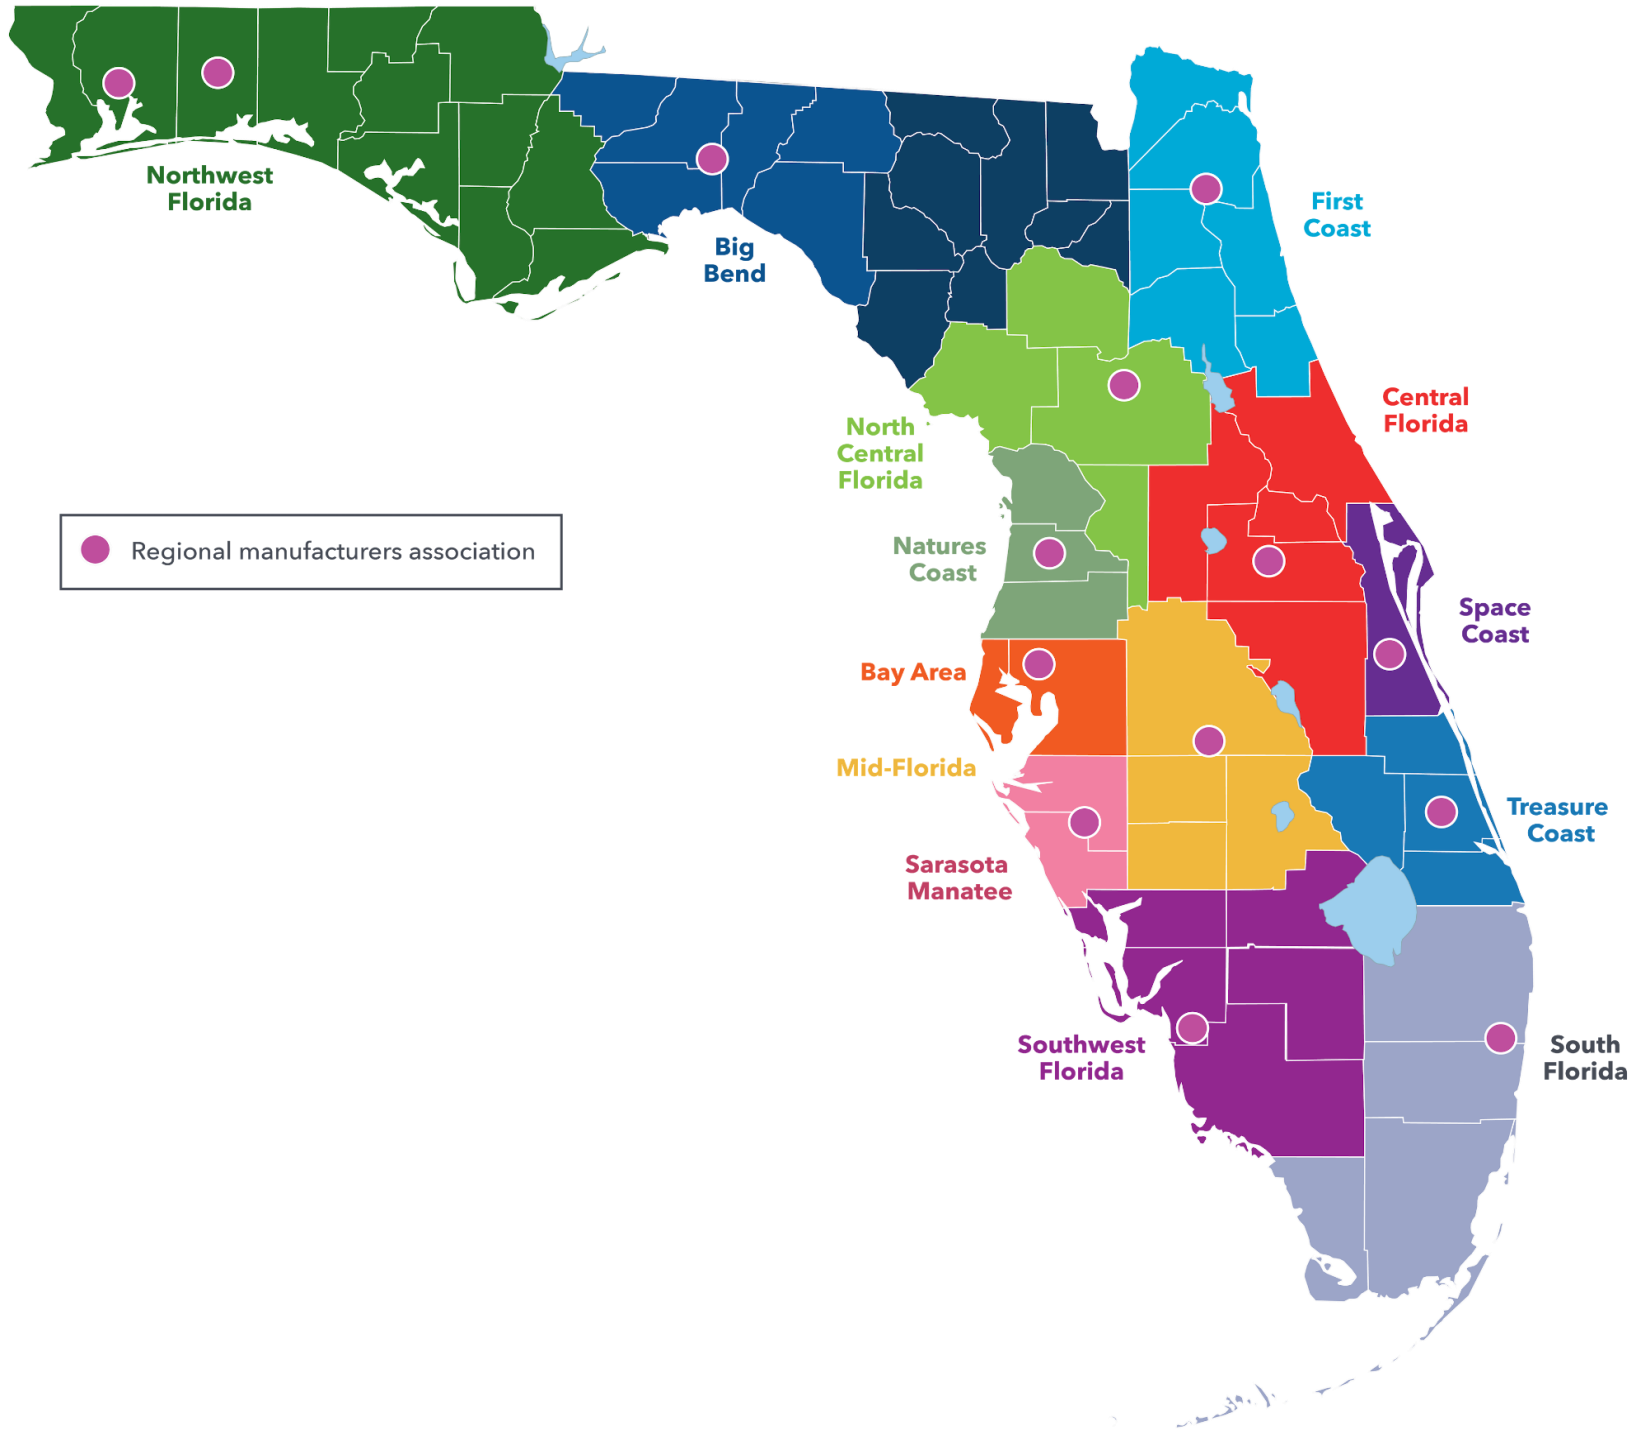 Northwest
Florida
Big
Bend
First
Coast
Central
Florida
North
Central
Florida
Regional manufacturers association
Natures
Coast
Space
Coast
Bay Area
Mid-Florida
Treasure
Coast
Sarasota
Manatee
Southwest
Florida
South
Florida